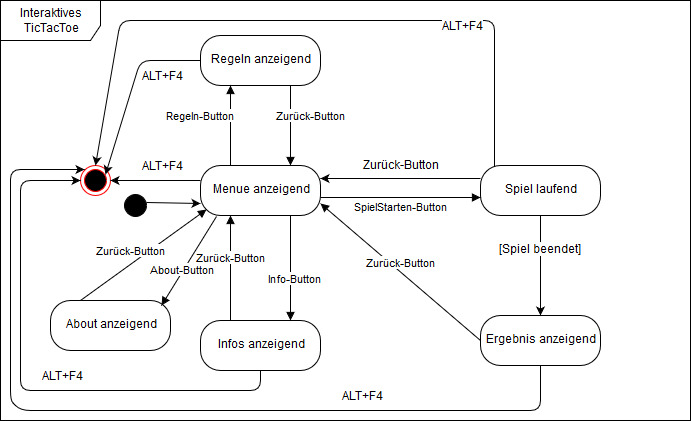 Interaktives
TicTacToe
ALT+F4
Regeln anzeigend
ALT+F4
Regeln-Button
Zurück-Button
ALT+F4
Zurück-Button
Menue anzeigend
Spiel laufend
SpielStarten-Button
Zurück-Button
Zurück-Button
Zurück-Button
[Spiel beendet]
About-Button
Info-Button
About anzeigend
Infos anzeigend
Ergebnis anzeigend
ALT+F4
ALT+F4